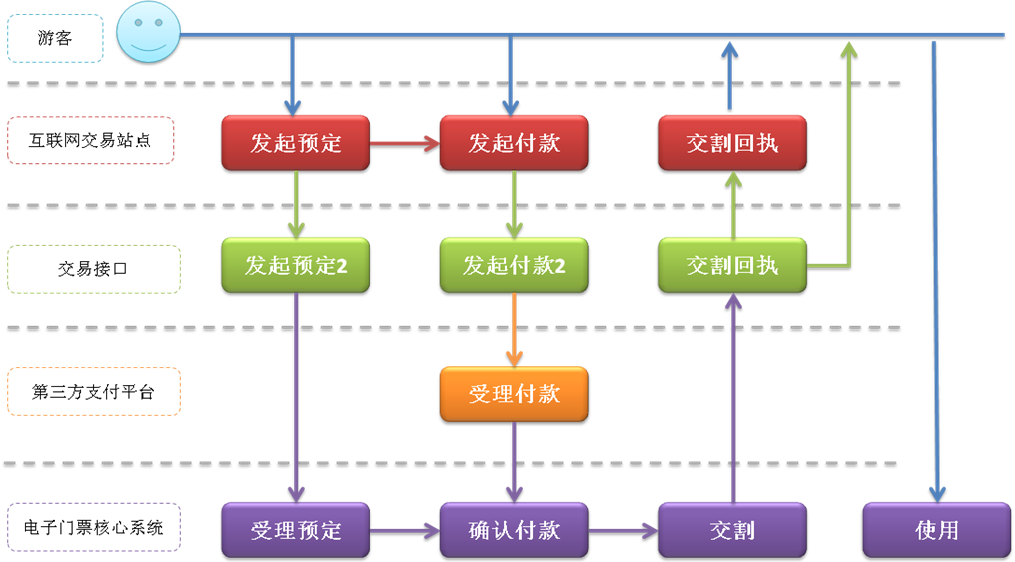 游客
互联网交易站点
发起预定
发起付款
交割回执
交易接口
发起预定2
发起付款2
交割回执
第三方支付平台
受理付款
电子门票核心系统
受理预定
确认付款
交割
使用